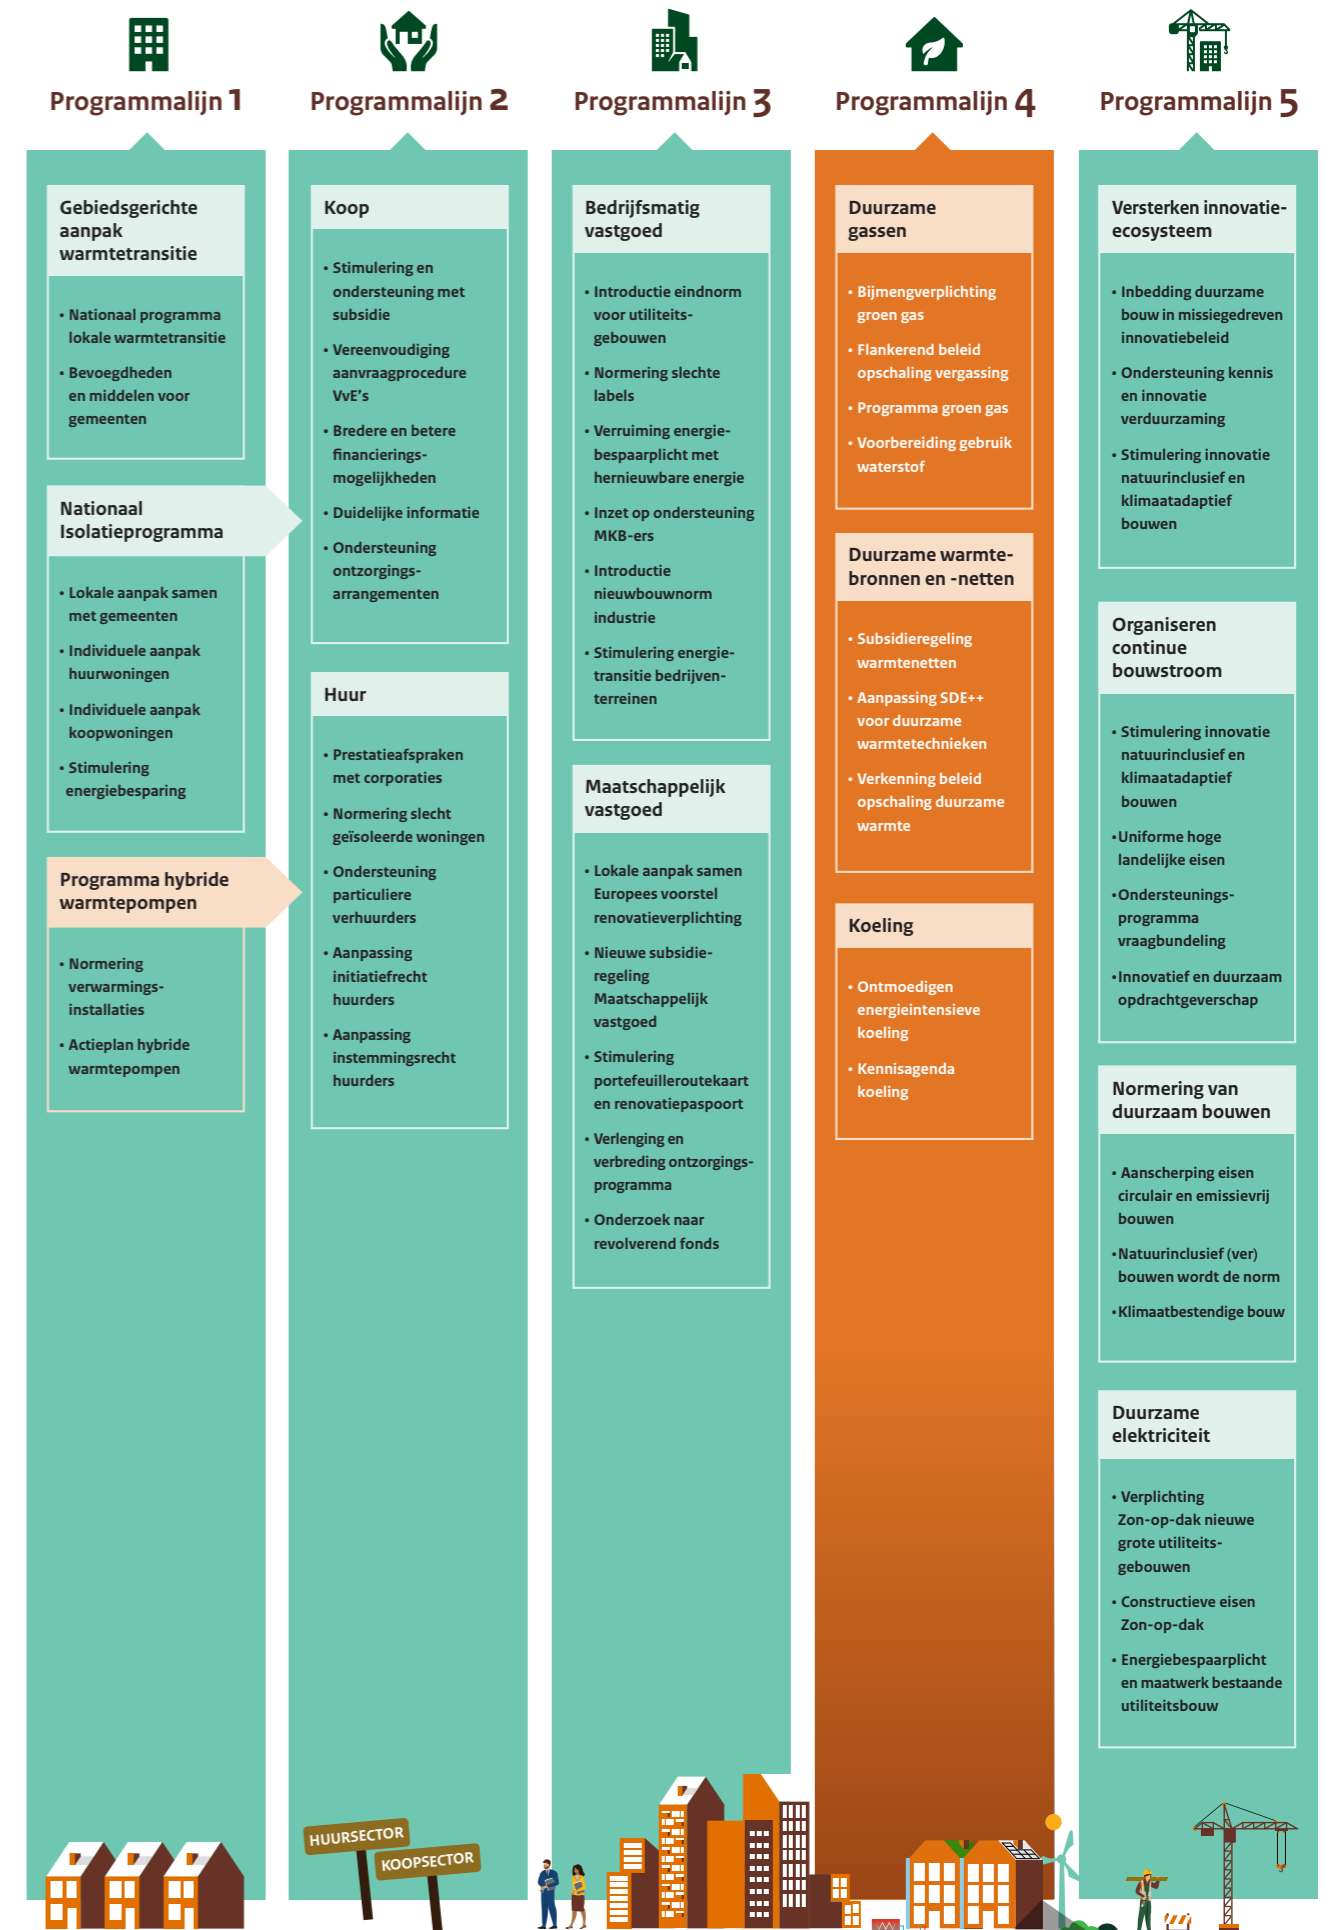 Programmalijn 1
Gebiedsgerichte
aanpak
warmtetransitie
• Nationaal programma
lokale warmtetransitie
• Bevoegdheden
en middelen voor
gemeenten
Nationaal
Isolatieprogramma
• Lokale aanpak samen
met gemeenten
• Individuele aanpak
huurwoningen
• Individuele aanpak
koopwoningen
• Stimulering
energiebesparing
Programma hybride
warmtepompen
• Normering
verwarmings-
installaties
• Actieplan hybride
warmtepompen
Programmalijn 2
Koop
• Stimulering en
ondersteuning met
subsidie
• Vereenvoudiging
aanvraagprocedure
VvE's
• Bredere en betere
financierings-
mogelijkheden
• Duidelijke informatie
• Ondersteuning
ontzorgings-
arrangementen
Huur
• Prestatieafspraken
met corporaties
• Normering slecht
geïsoleerde woningen
• Ondersteuning
particuliere
verhuurders
• Aanpassing
initiatiefrecht
huurders
• Aanpassing
instemmingsrecht
huurders
HUURSECTOR
KOOPSECTOR
Programmalijn 3
Bedrijfsmatig
vastgoed
• Introductie eindnorm
voor utiliteits-
gebouwen
• Normering slechte
labels
• Verruiming energie-
bespaarplicht met
hernieuwbare energie
• Inzet op ondersteuning
MKB-ers
• Introductie
nieuwbouwnorm
industrie
• Stimulering energie-
transitie bedrijven-
terreinen
Maatschappelijk
vastgoed
• Lokale aanpak samen
Europees voorstel
renovatieverplichting
• Nieuwe subsidie-
regeling
Maatschappelijk
vastgoed
• Stimulering
portefeuilleroutekaart
en renovatiepaspoort
• Verlenging en
verbreding ontzorgings-
programma
• Onderzoek naar
revolverend fonds
Programmalijn 4
Duurzame
gassen
• Bijmengverplichting
groen gas
• Flankerend beleid
opschaling vergassing
• Programma groen gas
• Voorbereiding gebruik
waterstof
Duurzame warmte-
bronnen en -netten
• Subsidieregeling
warmtenetten
• Aanpassing SDE++
voor duurzame
warmtetechnieken
• Verkenning beleid
opschaling duurzame
warmte
Koeling
• Ontmoedigen
energieintensieve
koeling
• Kennisagenda
koeling
Programmalijn 5
Versterken innovatie-
ecosysteem
• Inbedding duurzame
bouw in missiegedreven
innovatiebeleid
• Ondersteuning kennis
en innovatie
verduurzaming
• Stimulering innovatie
natuurinclusief en
klimaatadaptief
bouwen
Organiseren
continue
bouwstroom
• Stimulering innovatie
natuurinclusief en
klimaatadaptief
bouwen
•Uniforme hoge
landelijke eisen
•Ondersteunings-
programma
vraagbundeling
•Innovatief en duurzaam
opdrachtgeverschap
Normering van
duurzaam bouwen
• Aanscherping eisen
circulair en emissievrij
bouwen
•Natuurinclusief (ver)
bouwen wordt de norm
•Klimaatbestendige bouw
Duurzame
elektriciteit
• Verplichting
Zon-op-dak nieuwe
grote utiliteits-
gebouwen
• Constructieve eisen
Zon-op-dak
• Energiebespaarplicht
en maatwerk bestaande
utiliteitsbouw